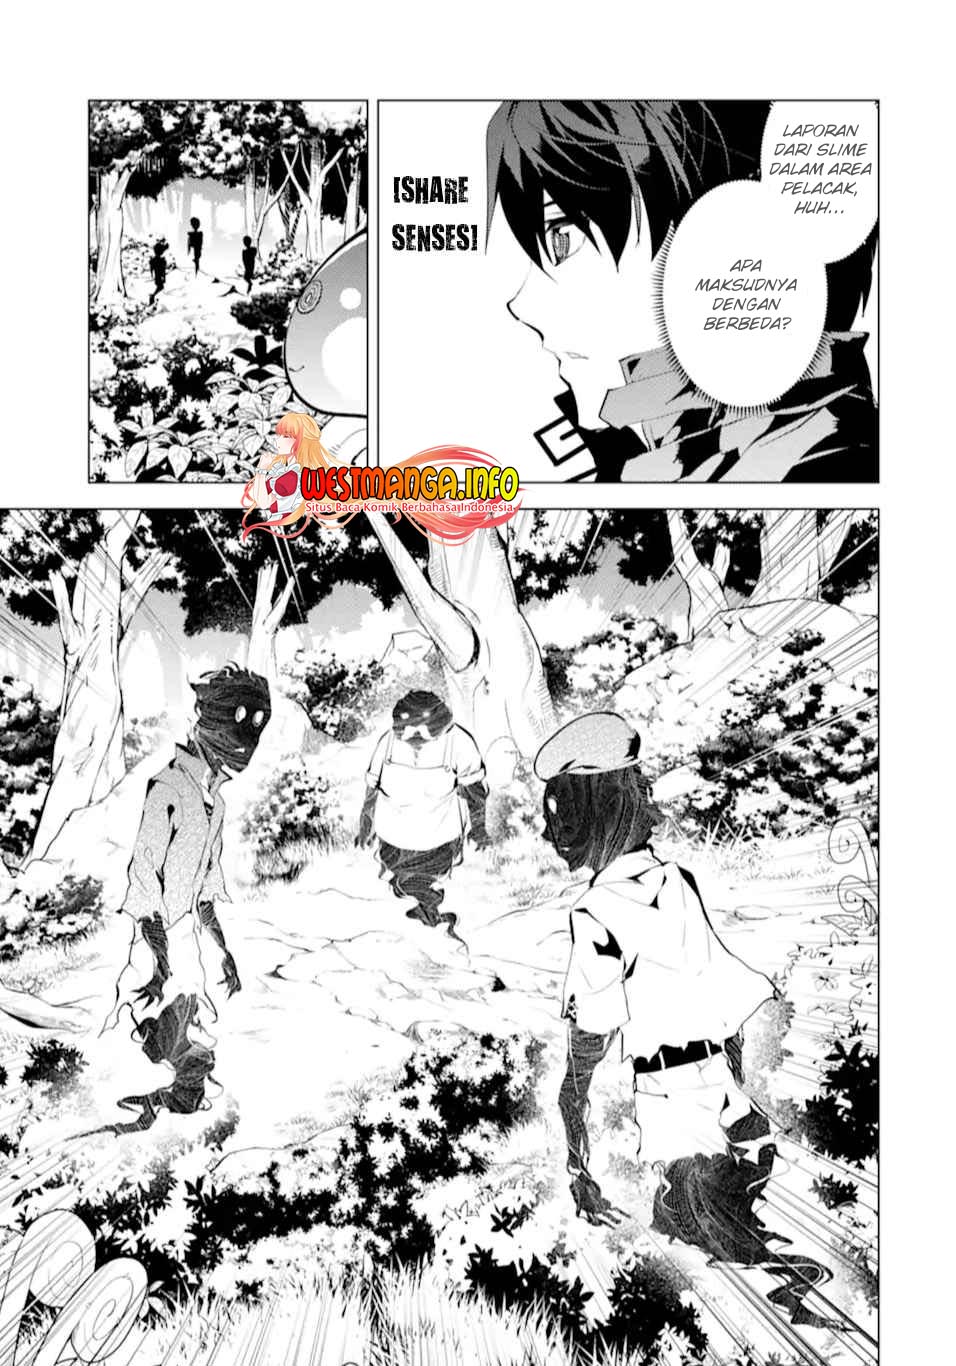 LAPORAN
DARI SLIME
DALAM AREA
PELACAK,
HUH...
APA
MAKSUDNYA
DENGAN
BERBEDA?
[SHARE
SENSES]
WESTMANGA.INFO
Situs Baca Komik Berbahasa Indonesia